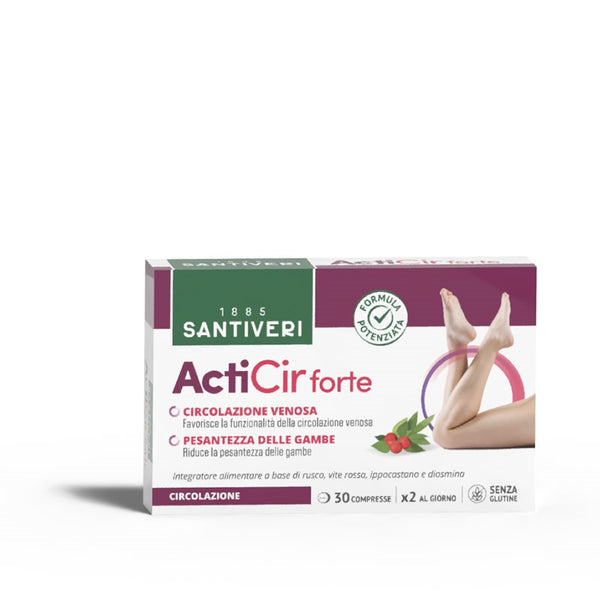 SANTIVERI
ActiCir forte
1885
SANTIVERI
FORMULA
POTENZIATA
ActiCir forte
CIRCOLAZIONE VENOSA
Favorisce la funzionalità della circolazione venosa
PESANTEZZA DELLE GAMBE
Riduce la pesantezza delle gambe
Integratore alimentare a base di rusco, vite rossa, ippocastano e diosmina
CIRCOLAZIONE
30 COMPRESSE
x2 AL GIORNO
SENZA
GLUTINE